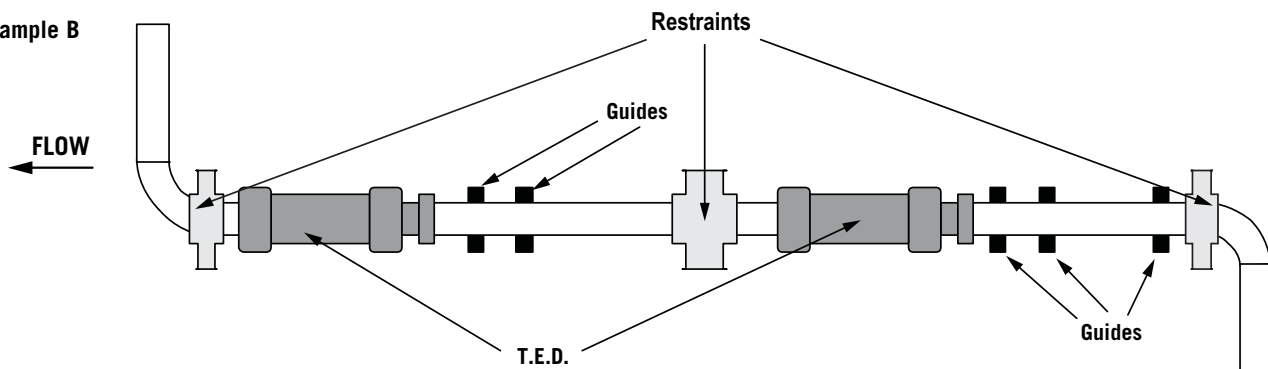 ample B
Restraints
Guides
FLOW
Guides
T.E.D.